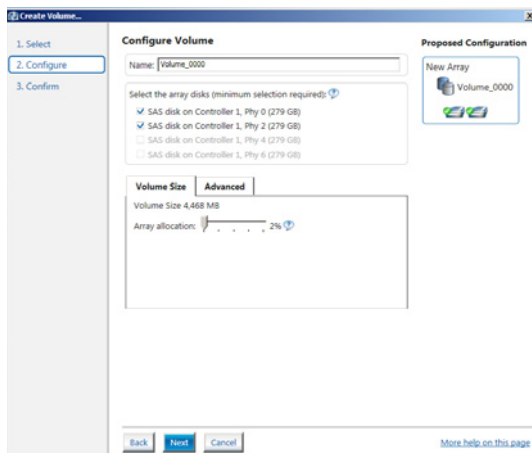 Create Volume...
1. Select
2. Configure
3. Confirm
Configure Volume
Name: Volume_0000
Select the array disks (minimum selection required):
SAS disk on Controller 1, Phy 0 (279 GB)
SAS disk on Controller 1, Phy 2 (279 GB)
SAS disk on Controller 1, Phy 4 (279 GB)
SAS disk on Controller 1, Phy 6 (279 GB)
Volume Size
Advanced
Volume Size 4,468 MB
Array allocation: 2%
Proposed Configuration
New Array
Volume_0000
Back
Next
Cancel
More help on this page